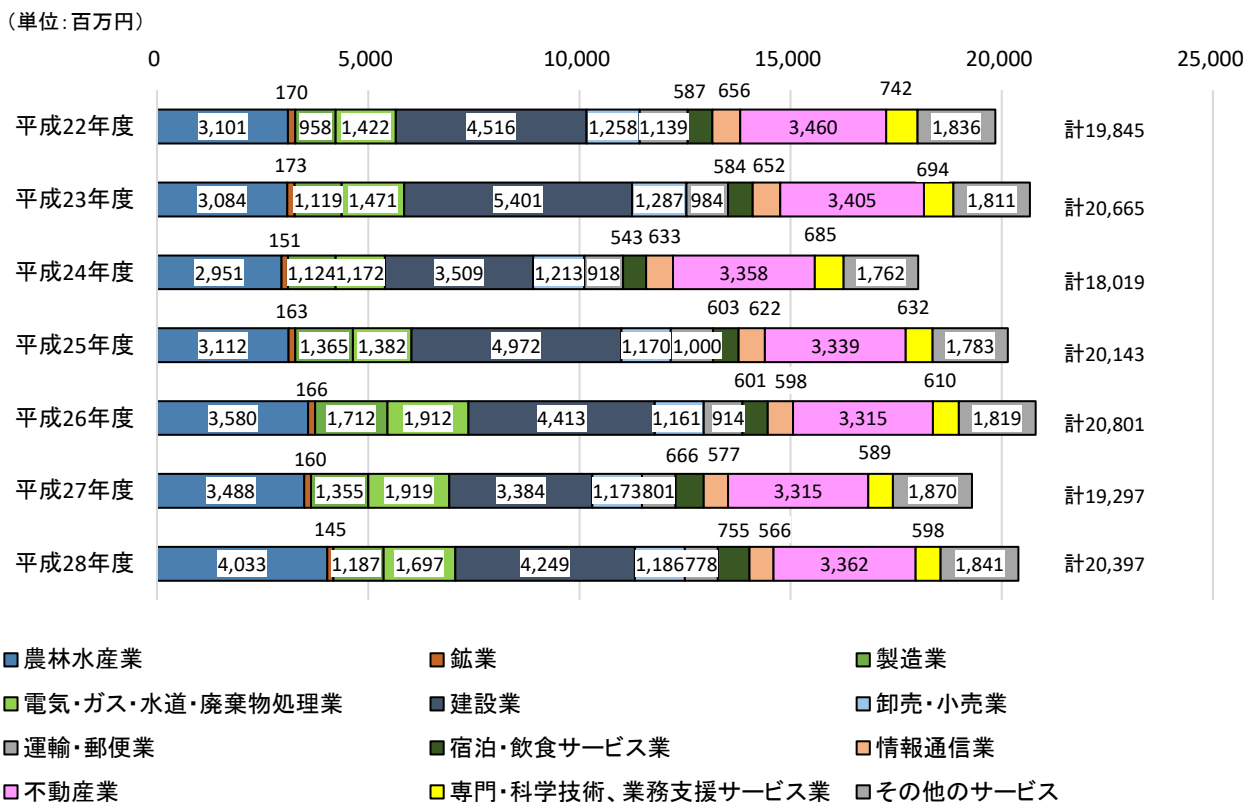 （単位：百万円）
0 5,000 10,000 15,000 20,000 25,000
170 587 656 742
平成22年度 3,101 958 1,422 4,516 1,258 1,139 3,460 1,836 計19,845
173 584 652 694
平成23年度 3,084 1,119 1,471 5,401 1,287 984 3,405 1,811 計20,665
151 543 633 685
平成24年度 2,951 1,124 1,172 3,509 1,213 918 3,358 1,762 計18,019
163 603 622 632
平成25年度 3,112 1,365 1,382 4,972 1,170 1,000 3,339 1,783 計20,143
166 601 598 610
平成26年度 3,580 1,712 1,912 4,413 1,161 914 3,315 1,819 計20,801
160 666 577 589
平成27年度 3,488 1,355 1,919 3,384 1,173 801 3,315 1,870 計19,297
145 755 566 598
平成28年度 4,033 1,187 1,697 4,249 1,186 778 3,362 1,841 計20,397
農林水産業 鉱業 製造業
電気・ガス・水道・廃棄物処理業 建設業 卸売・小売業
運輸・郵便業 宿泊・飲食サービス業 情報通信業
不動産業 専門・科学技術、業務支援サービス業 その他のサービス